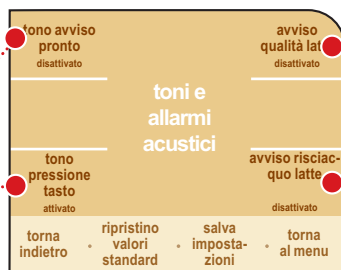 tono avviso
pronto
disattivato
avviso
qualità
disattivato
toni e
allarmi
acustici
tono
pressione
tasto
attivato
avviso risciac-
quo latte
disattivato
torna
indietro
ripristino
valori
standard
salva
imposta-
zioni
torna
al menu